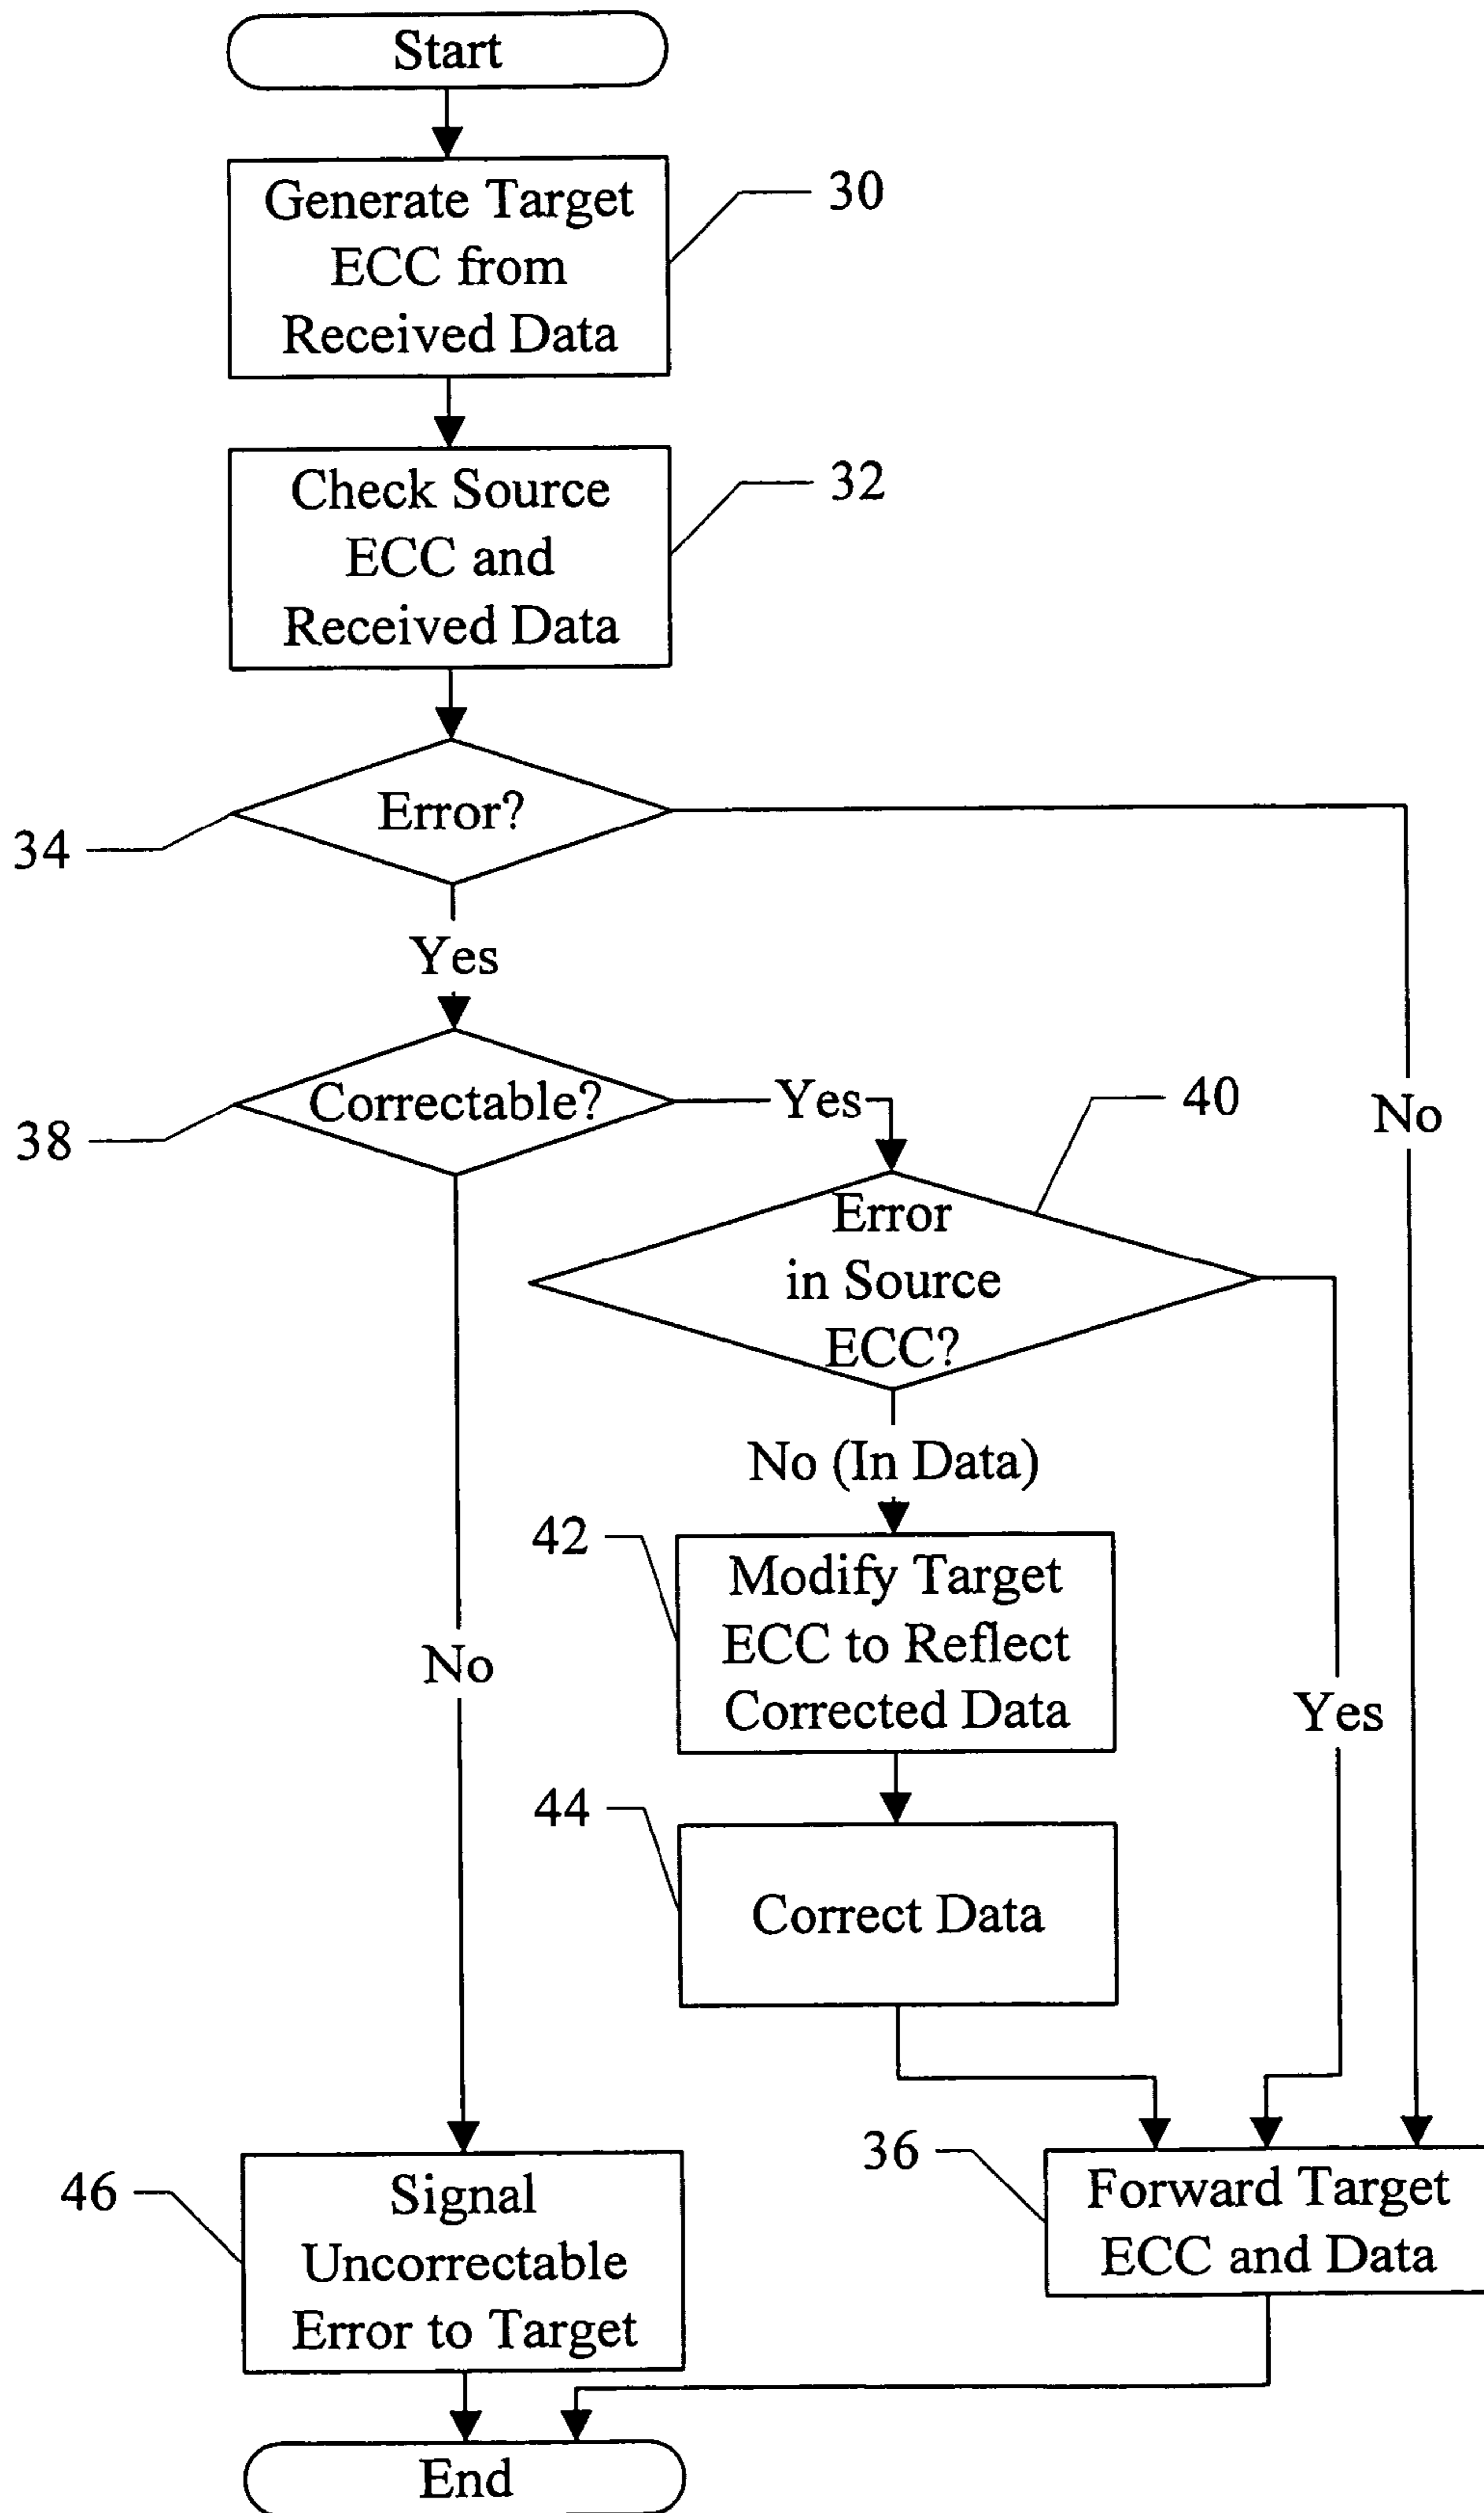 Start
Generate Target
ECC from
Received Data
30
Check Source
ECC and
Received Data
32
Error?
34
Yes
Correctable?
38
Yes
40
No
Error
in Source
ECC?
No (In Data)
42
Modify Target
ECC to Reflect
Corrected Data
No
Yes
44
Correct Data
36
Forward Target
ECC and Data
46
Signal
Uncorrectable
Error to Target
End